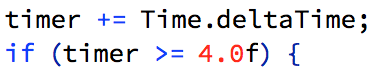 timer += Time.deltaTime;
if (timer >= 4.0f) {